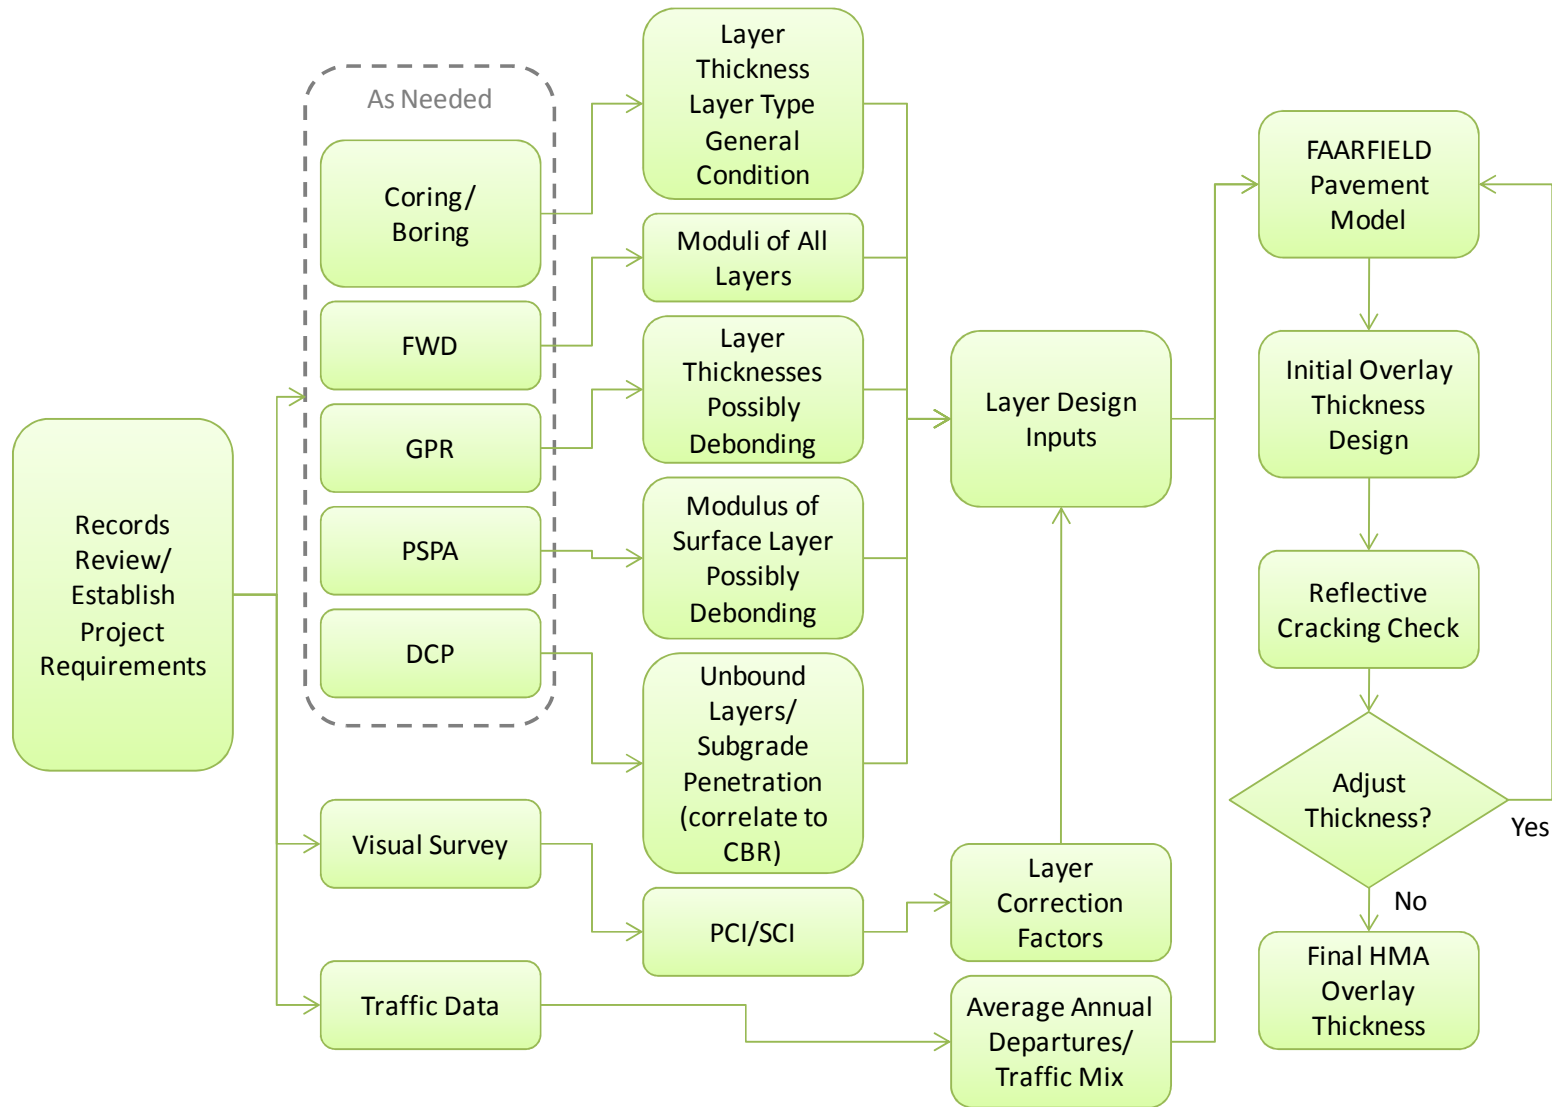 Records
Review/
Establish
Project
Requirements
As Needed
Coring/
Boring
FWD
GPR
PSPA
DCP
Visual Survey
Traffic Data
Layer
Thickness
Layer Type
General
Condition
Moduli of All
Layers
Layer
Thicknesses
Possibly
Debonding
Modulus of
Surface Layer
Possibly
Debonding
Unbound
Layers/
Subgrade
Penetration
(correlate to
CBR)
PCI/SCI
Layer Design
Inputs
Layer
Correction
Factors
Average Annual
Departures/
Traffic Mix
FAARFIELD
Pavement
Model
Initial Overlay
Thickness
Design
Reflective
Cracking Check
Adjust
Thickness?
Yes
No
Final HMA
Overlay
Thickness